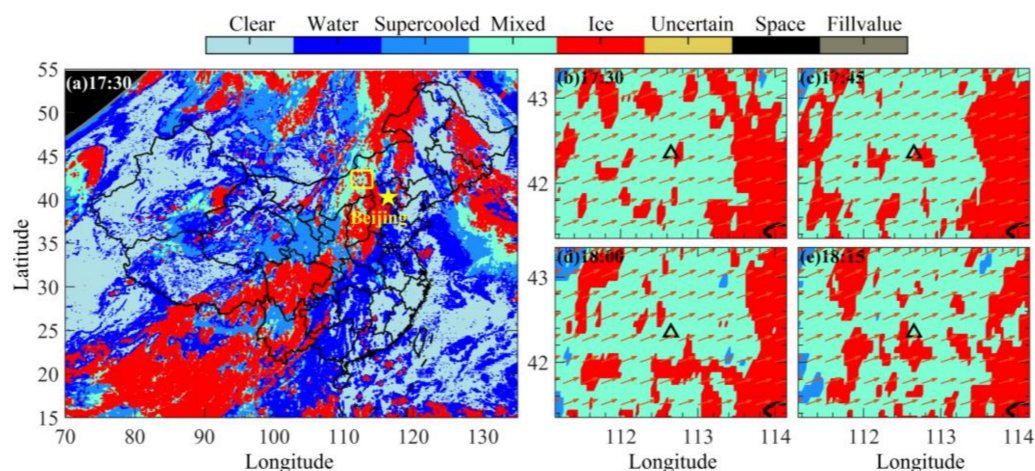 Clear Water Supercooled Mixed Ice Uncertain Space Fillvalue
(a)17:30
55
50
45
40
35
30
25
20
15
Latitude
Beijing
70 80 90 100 110 120 130
Longitude
(b)17:30
43
42
(c)17:45
(d)18:00
43
42
112 113 114
Longitude
(e)18:15
112 113 114
Longitude